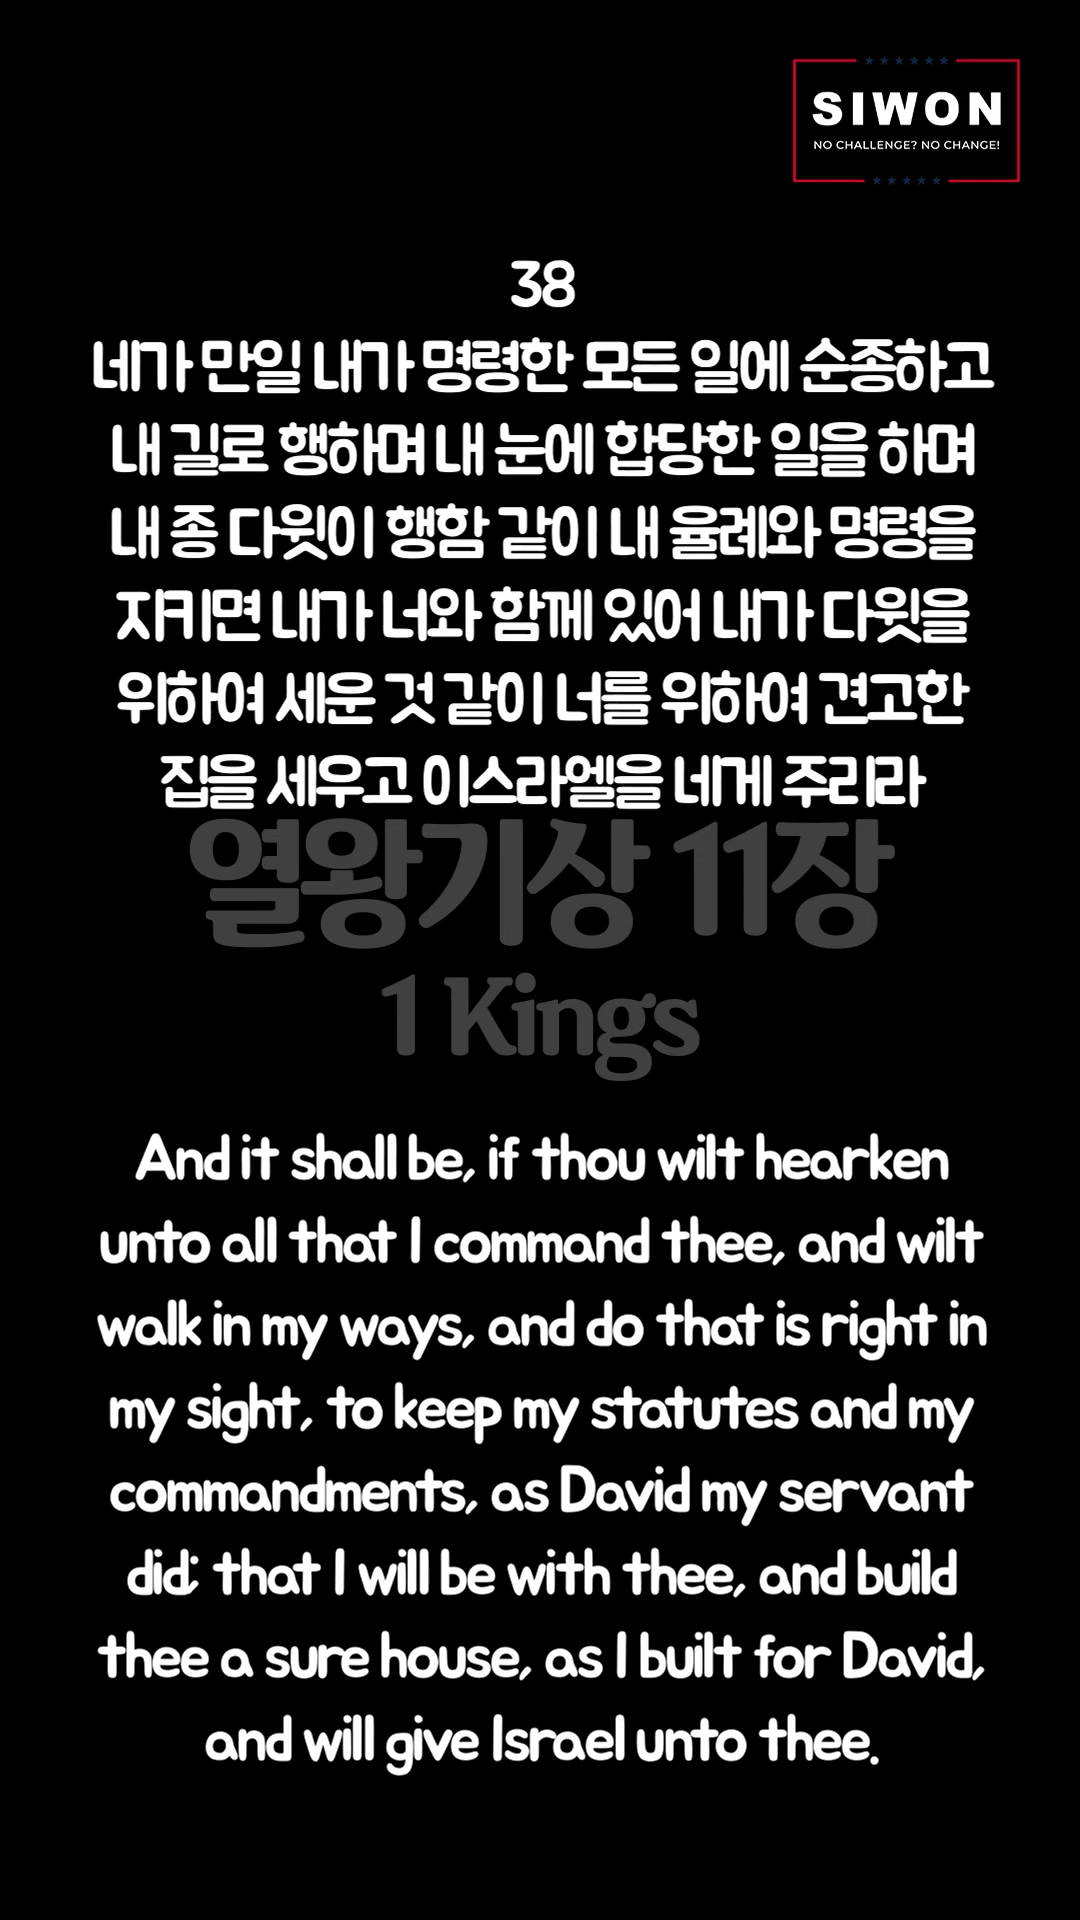 SIWON
NO CHALLENGE? NO CHANGE!
38
네가 만일 내가 명령한 모든 일에 순종하고
내 길로 행하며 내 눈에 합당한 일을 하며
내 종 다윗이 행함 같이 내 율례와 명령을
지키면 내가 너와 함께 있어 내가 다윗을
위하여 세운 것 같이 너를 위하여 견고한
집을 세우고 이스라엘을 네게 주리라
열왕기상 11장
1 Kings
And it shall be, if thou wilt hearken
unto all that I command thee, and wilt
walk in my ways, and do that is right in
my sight, to keep my statutes and my
commandments, as David my servant
did; that I will be with thee, and build
thee a sure house, as I built for David,
and will give Israel unto thee.